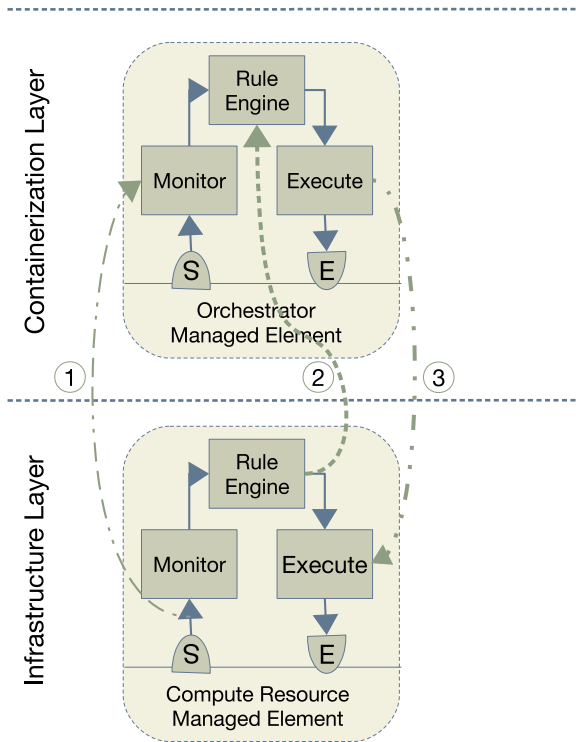 Containerization Layer
Rule
Engine
Monitor
Execute
S
E
Orchestrator
Managed Element
1
2
3
Infrastructure Layer
Rule
Engine
Monitor
Execute
S
E
Compute Resource
Managed Element